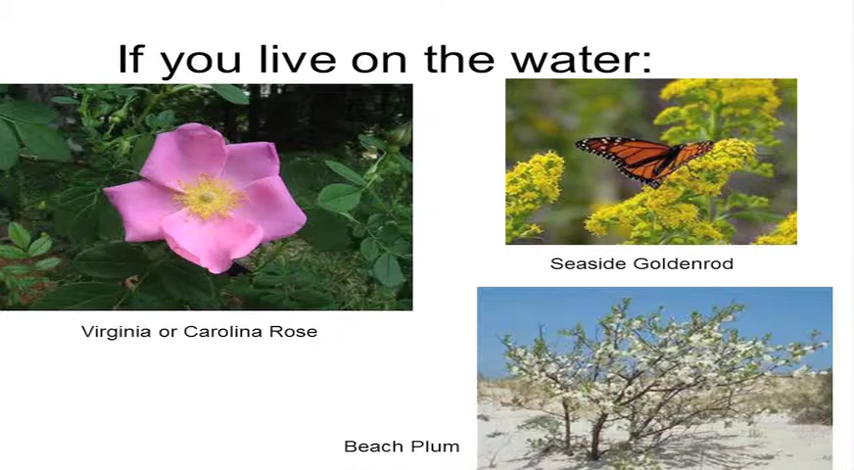 If you live on the water:
Seaside Goldenrod
Virginia or Carolina Rose
Beach Plum